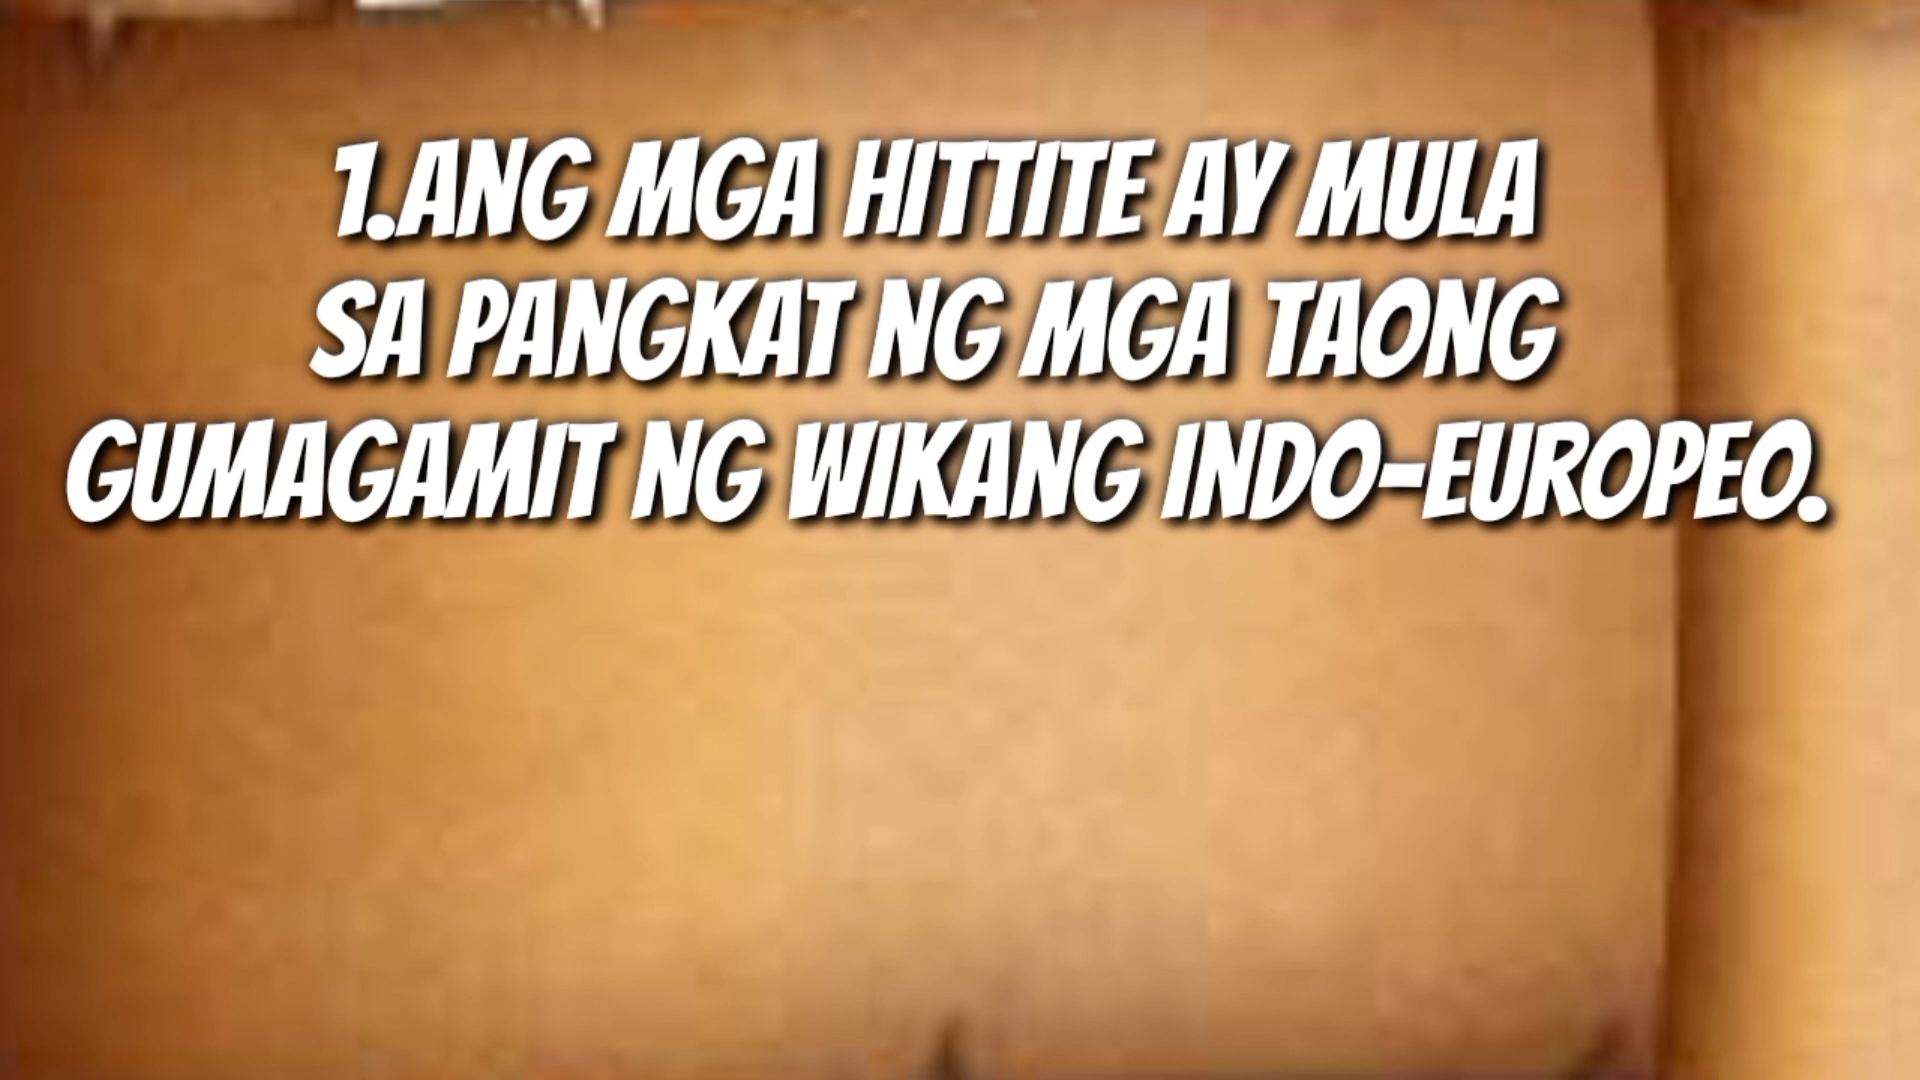 1.ANG MGA HITTITE AY MULA
SA PANGKAT NG MGA TAONG
GUMAGAMIT NG WIKANG INDO-EUROPEO.